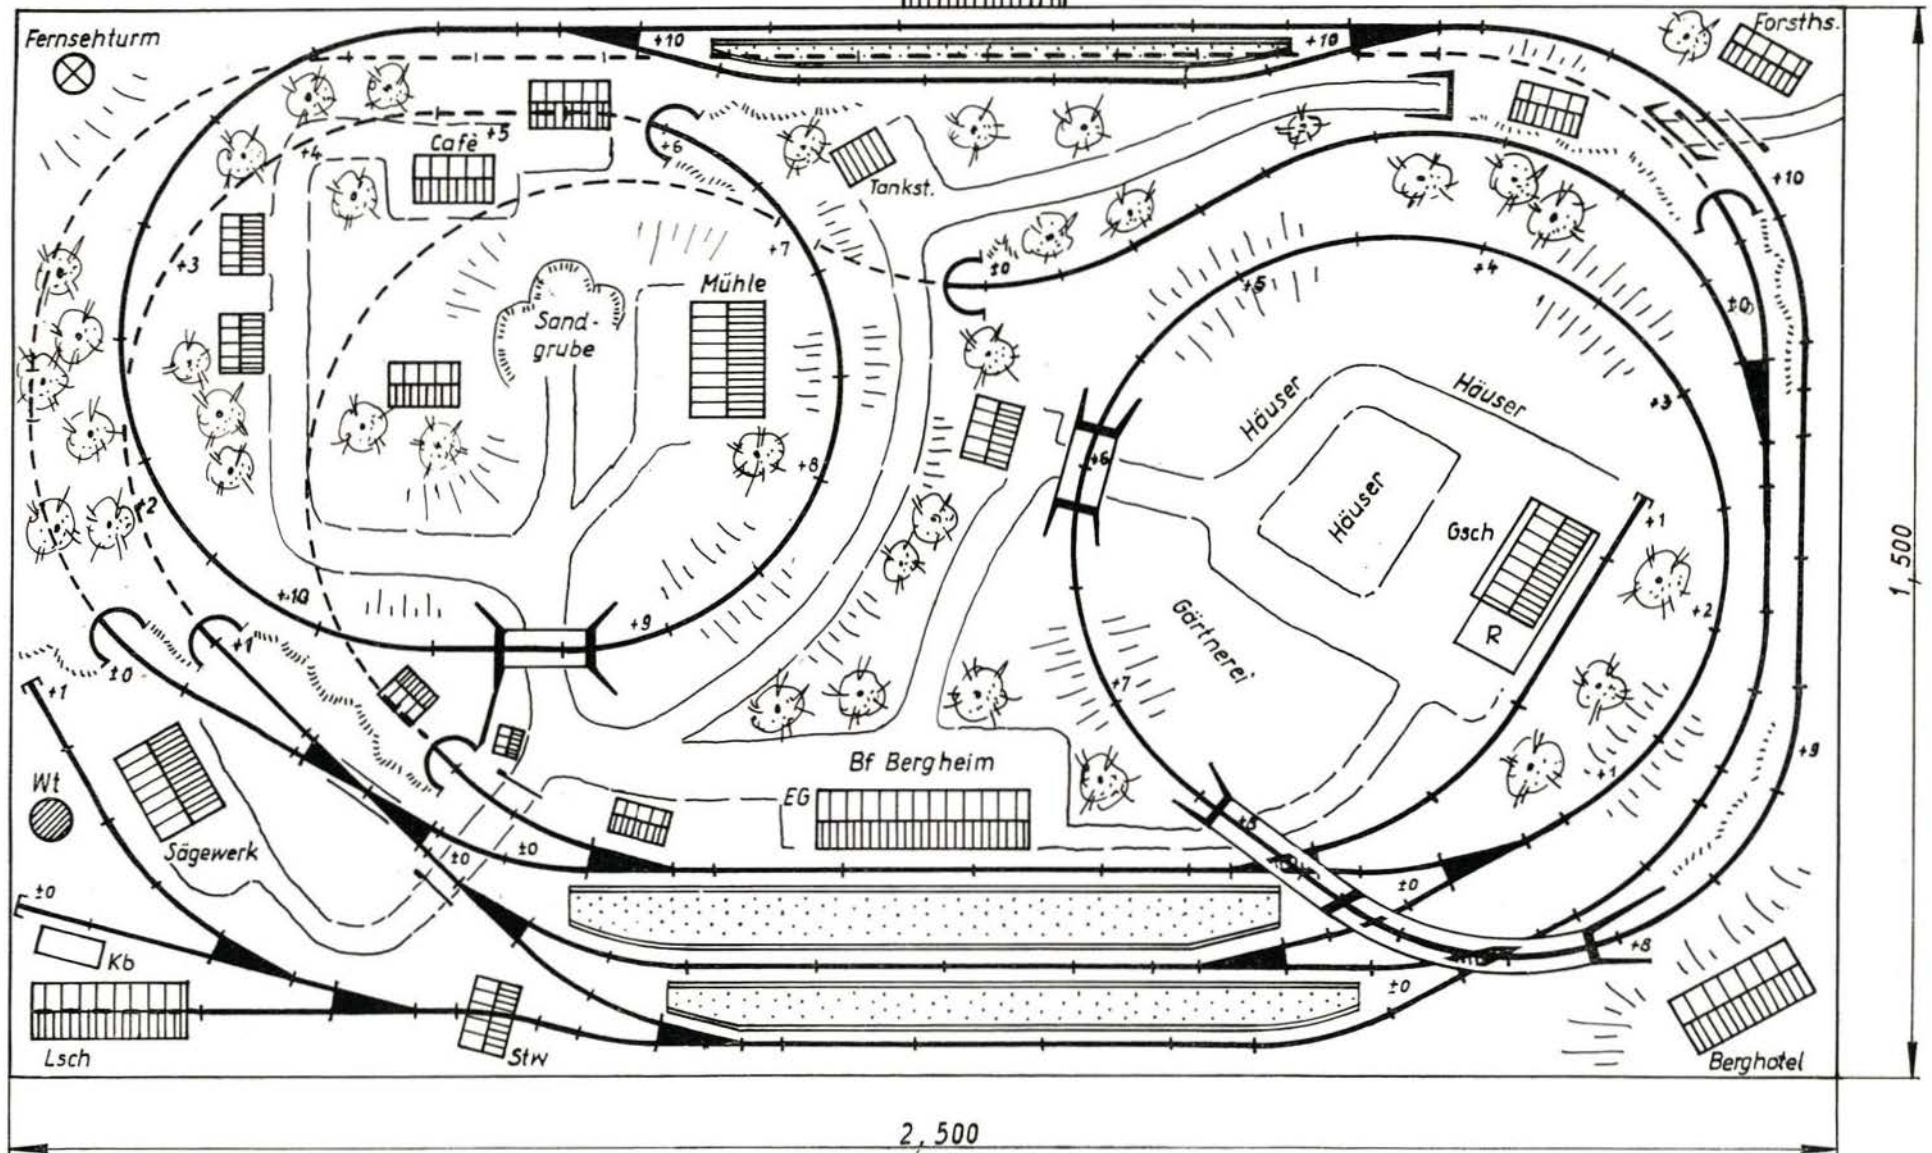 Fernsehturm
+10
+10
Forsths.
Café
+5
+4
+6
Tankst.
+10
+3
+7
±0
+4
+5
±0
Mühle
Sand-
grube
Häuser
Häuser
+3
+6
+8
+2
Häuser
Gsch
+1
+10
+9
+1
R
+2
Gärtnerei
±0
+1
+7
Wt
Bf Bergheim
+1
+9
EG
Sägewerk
±0
±0
±0
±0
+8
±0
Kb
Lsch
Stw
Berghotel
1,500
2,500